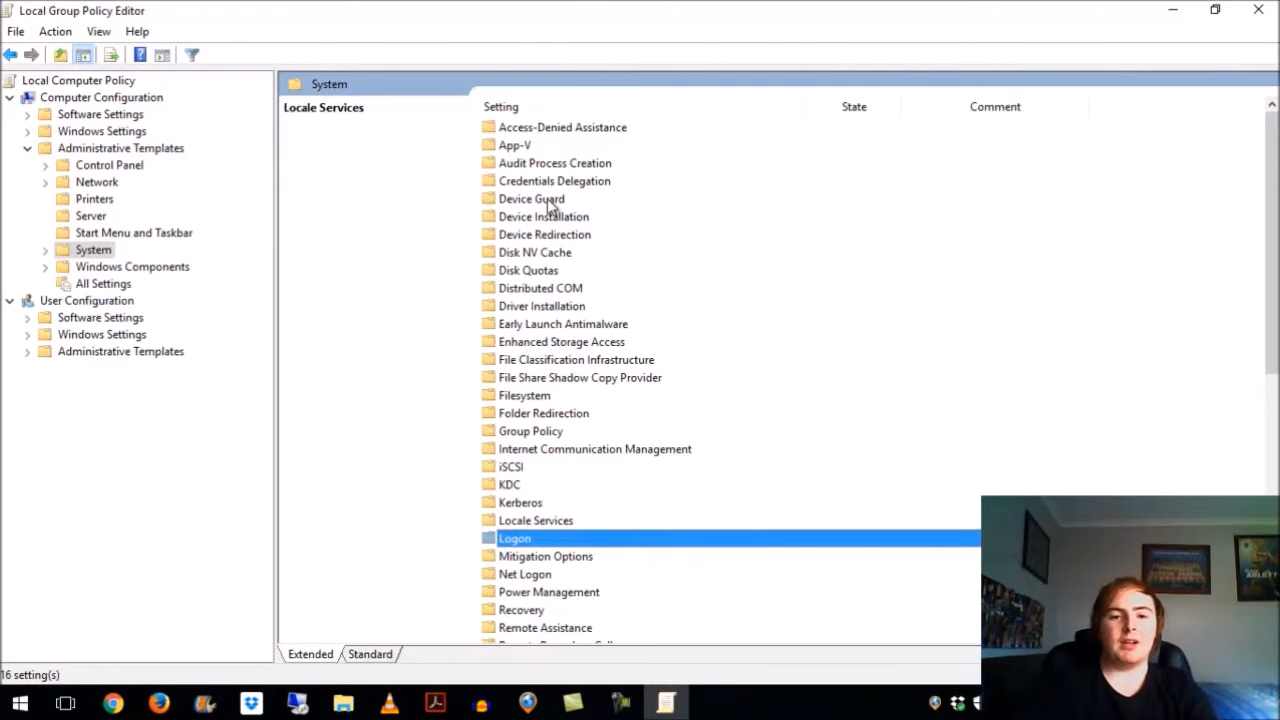 Local Group Policy Editor
File Action View Help
Local Computer Policy
Computer Configuration
Software Settings
Windows Settings
Administrative Templates
Control Panel
Network
Printers
Server
Start Menu and Taskbar
System
Windows Components
All Settings
User Configuration
Software Settings
Windows Settings
Administrative Templates
System
Locale Services
Setting State Comment
Access-Denied Assistance
App-V
Audit Process Creation
Credentials Delegation
Device Guard
Device Installation
Device Redirection
Disk NV Cache
Disk Quotas
Distributed COM
Driver Installation
Early Launch Antimalware
Enhanced Storage Access
File Classification Infrastructure
File Share Shadow Copy Provider
Filesystem
Folder Redirection
Group Policy
Internet Communication Management
iSCSI
KDC
Kerberos
Locale Services
Logon
Mitigation Options
Net Logon
Power Management
Recovery
Remote Assistance
Extended Standard
16 setting(s)